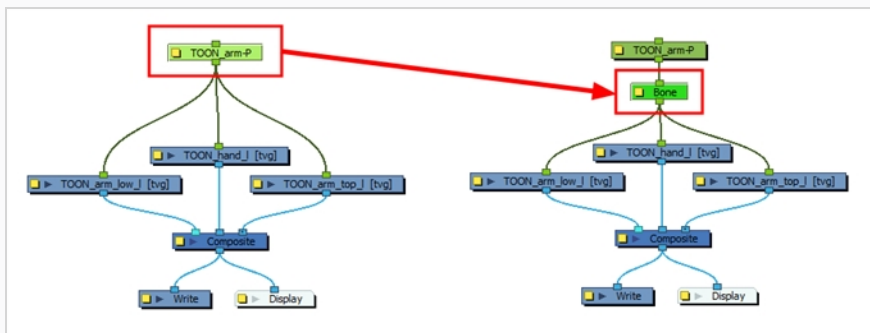 TOON_arm-P
TOON_hand_l [tvg]
TOON_arm_low_l [tvg]
TOON_arm_top_l [tvg]
Composite
Write
Display
TOON_arm-P
Bone
TOON_hand_l [tvg]
TOON_arm_low_l [tvg]
TOON_arm_top_l [tvg]
Composite
Write
Display